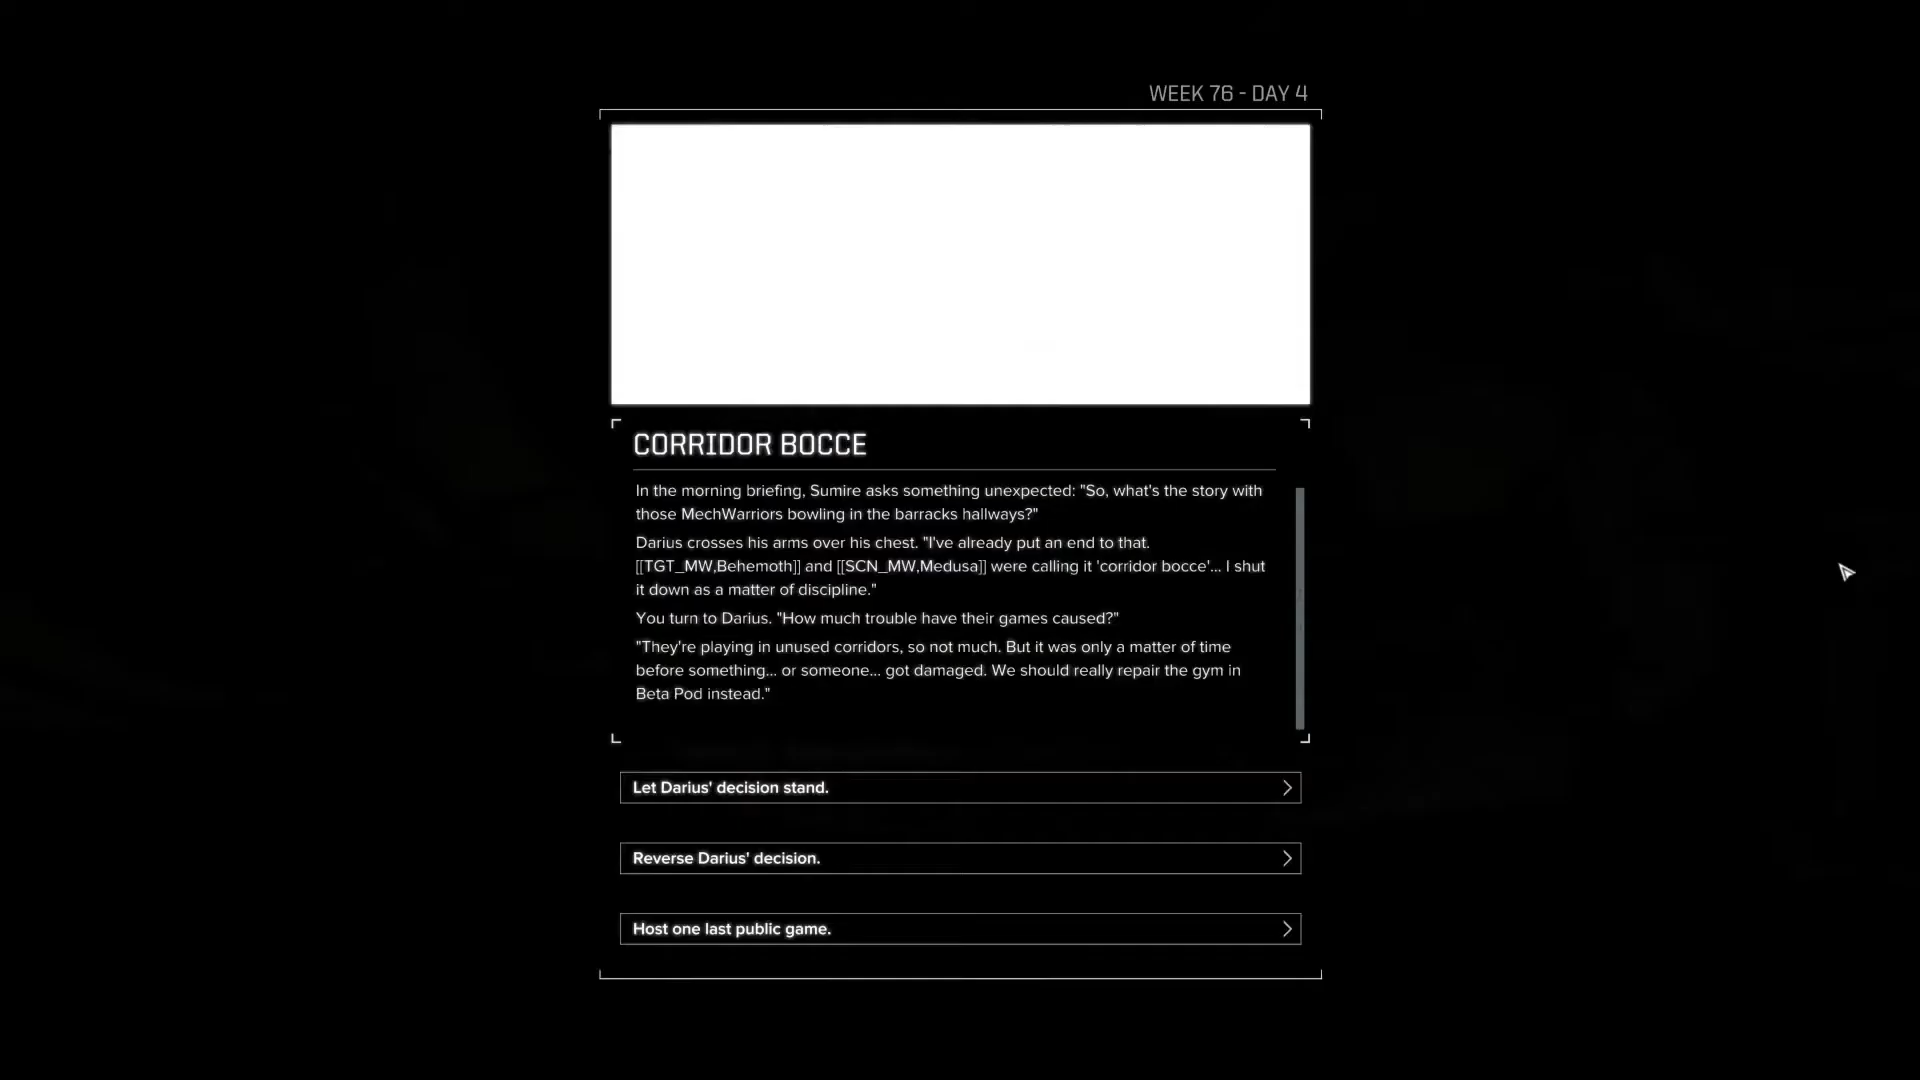 WEEK 76 - DAY 4
CORRIDOR BOCCE
In the morning briefing, Sumire asks something unexpected: "So, what's the story with
those MechWarriors bowling in the barracks hallways?"
Darius crosses his arms over his chest. "I've already put an end to that.
[[TGT_MW,Behemoth]] and [[SCN_MW,Medusa]] were calling it 'corridor bocce'... I shut
it down as a matter of discipline."
You turn to Darius. "How much trouble have their games caused?"
"They're playing in unused corridors, so not much. But it was only a matter of time
before something... or someone... got damaged. We should really repair the gym in
Beta Pod instead."
Let Darius' decision stand.
Reverse Darius' decision.
Host one last public game.